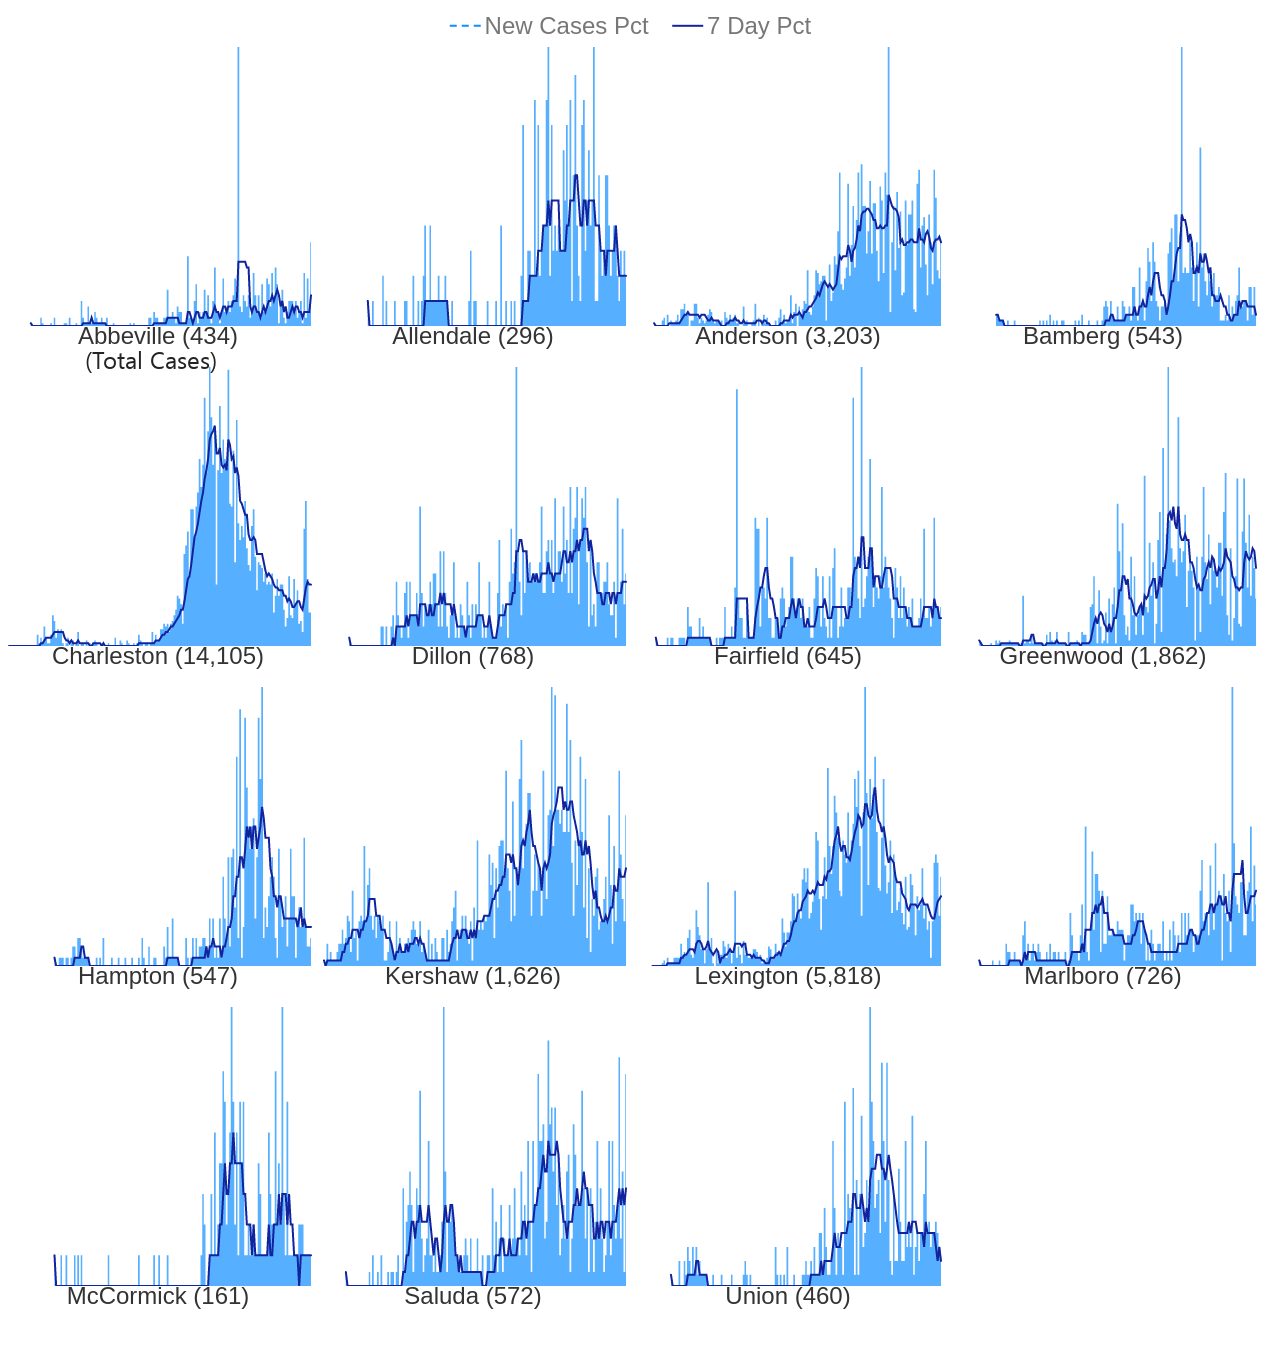 New Cases Pct 7 Day Pct
Abbeville (434) Allendale (296) Anderson (3,203) Bamberg (543)
(Total Cases)
Charleston (14,105) Dillon (768) Fairfield (645) Greenwood (1,862)
Hampton (547) Kershaw (1,626) Lexington (5,818) Marlboro (726)
McCormick (161) Saluda (572) Union (460)